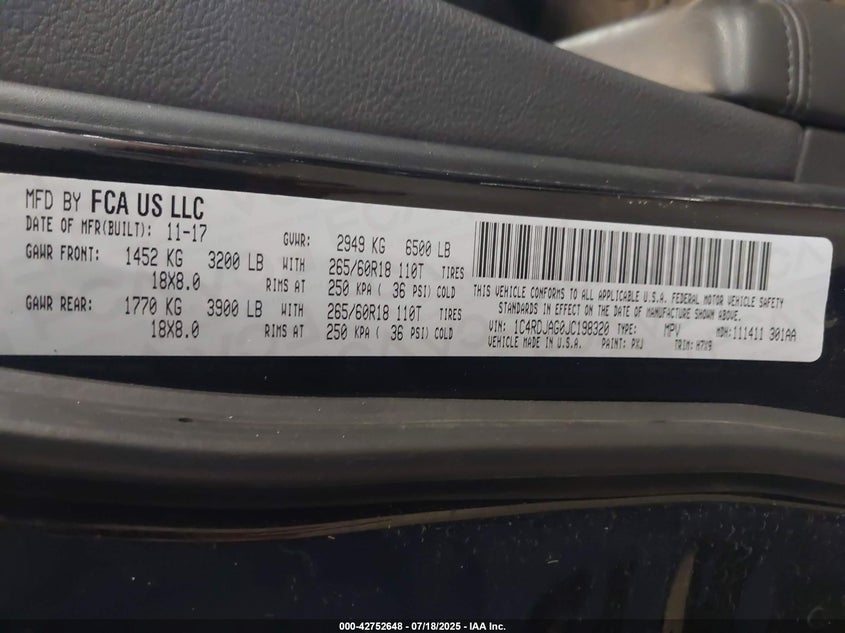 MFD BY FCA US LLC
DATE OF MFR(BUILT): 11-17 GVWR: 2949 KG 6500 LB
GAWR FRONT: 1452 KG 3200 LB WITH 265/60R18 110T TIRES
18X8.0 RIMS AT 250 KPA ( 36 PSI) COLD
GAWR REAR: 1770 KG 3900 LB WITH 265/60R18 110T TIRES
18X8.0 RIMS AT 250 KPA ( 36 PSI) COLD
THIS VEHICLE CONFORMS TO ALL APPLICABLE U.S.A. FEDERAL MOTOR VEHICLE SAFETY
STANDARDS IN EFFECT ON THE DATE OF MANUFACTURE SHOWN ABOVE.
VIN: 1C4RDJAG0JC198320 TYPE: MPV MDH: 111411 301AA
VEHICLE MADE IN U.S.A. PAINT: PXJ TRIM: H7X9
000-42752648 - 07/18/2025 - IAA Inc.